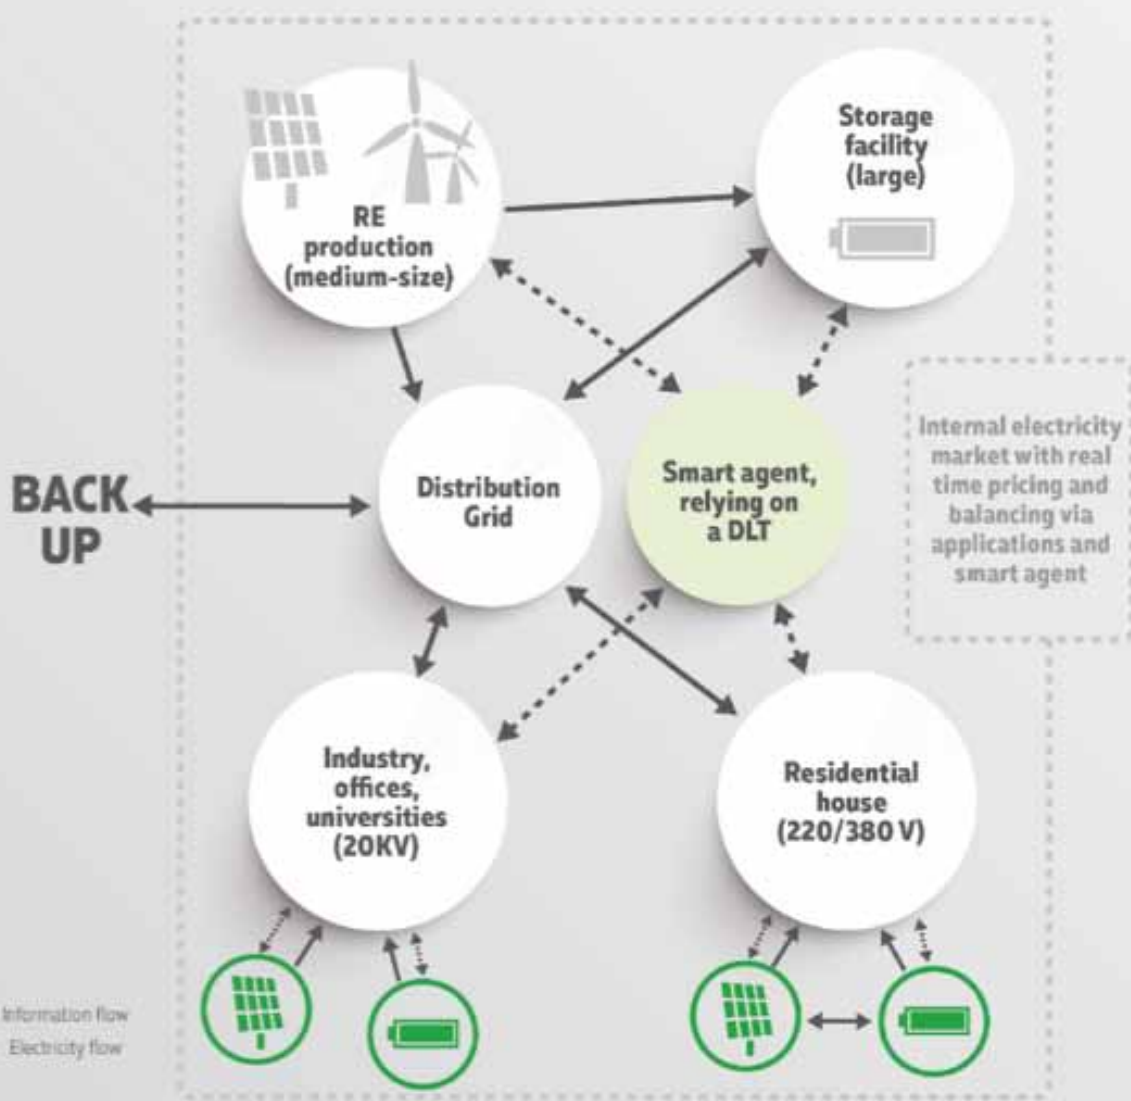 Storage
facility
(large)
RE
production
(medium-size)
Internal electricity
market with real
time pricing and
balancing via
applications and
smart agent
BACK
UP
Distribution
Grid
Smart agent,
relying on
a DLT
Industry,
offices,
universities
(20KV)
Residential
house
(220/380 V)
Information flow
Electricity flow